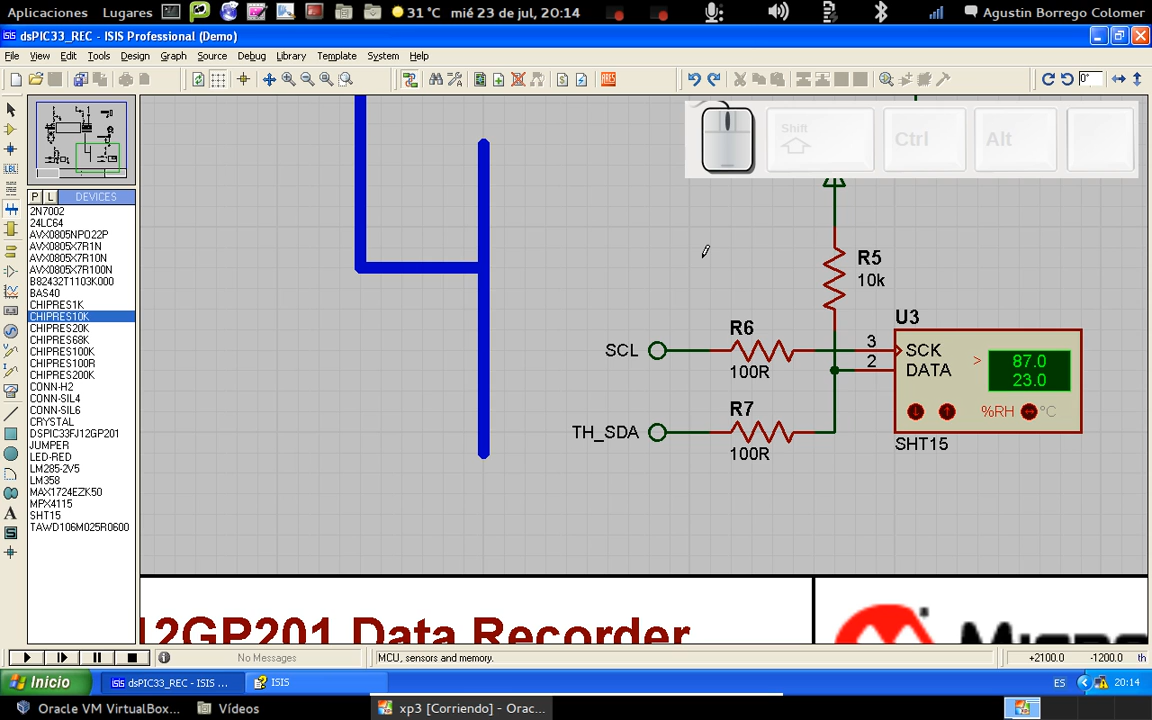 Aplicaciones Lugares 31 °C mié 23 de jul, 20:14 Agustin Borrego Colomer
dsPIC33_REC - ISIS Professional (Demo)
File View Edit Tools Design Graph Source Debug Library Template System Help
LBL ARES 0°
Shift Ctrl Alt
P L DEVICES
2N7002
24LC64
AVX0805NPO22P
AVX0805X7R1N
AVX0805X7R10N
AVX0805X7R100N
B82432T1103K000
BAS40
CHIPRES1K
CHIPRES10K
CHIPRES20K
CHIPRES68K
CHIPRES100K
CHIPRES100R
CHIPRES200K
CONN-H2
CONN-SIL4
CONN-SIL6
CRYSTAL
DSPIC33FJ12GP201
JUMPER
LED-RED
LM285-2V5
LM358
MAX1724EZK50
MPX4115
SHT15
TAWD106M025R0600
A
S
R5
10k
U3
R6
SCL
100R
3
2
SCK
DATA
>
87.0
23.0
%RH °C
SHT15
R7
TH_SDA
100R
12GP201 Data Recorder
No Messages MCU, sensors and memory. +2100.0 -1200.0 th
Inicio dsPIC33_REC - ISIS ... ISIS ES 20:14
Oracle VM VirtualBox... Vídeos xp3 [Corriendo] - Orac...